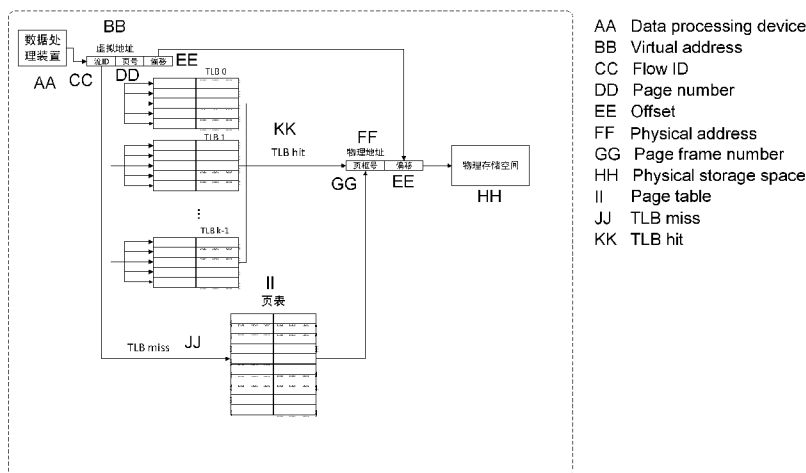 BB
数据处
理装置
虚拟地址
流ID 页号 偏移
EE
AA
CC
DD
TLB 0
KK
FF
TLB 1
TLB hit
物理地址
页框号 偏移
物理存储空间
GG
EE
HH
...
TLB k-1
II
页表
TLB miss
JJ
AA Data processing device
BB Virtual address
CC Flow ID
DD Page number
EE Offset
FF Physical address
GG Page frame number
HH Physical storage space
II Page table
JJ TLB miss
KK TLB hit